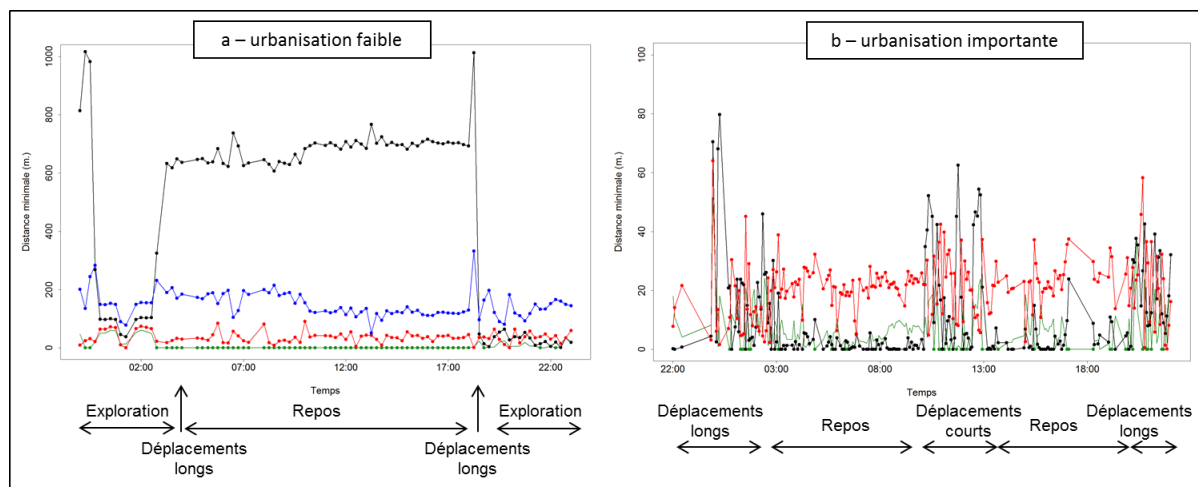 a – urbanisation faible
Distance minimale (m.)
1000
800
600
400
200
0
02:00 07:00 12:00 17:00 22:00
Temps
Exploration
Repos
Exploration
Déplacements
longs
Déplacements
longs
b – urbanisation importante
Distance minimale (m.)
100
80
60
40
20
0
22:00 03:00 08:00 13:00 18:00
Temps
Déplacements
longs
Repos
Déplacements
courts
Repos
Déplacements
longs